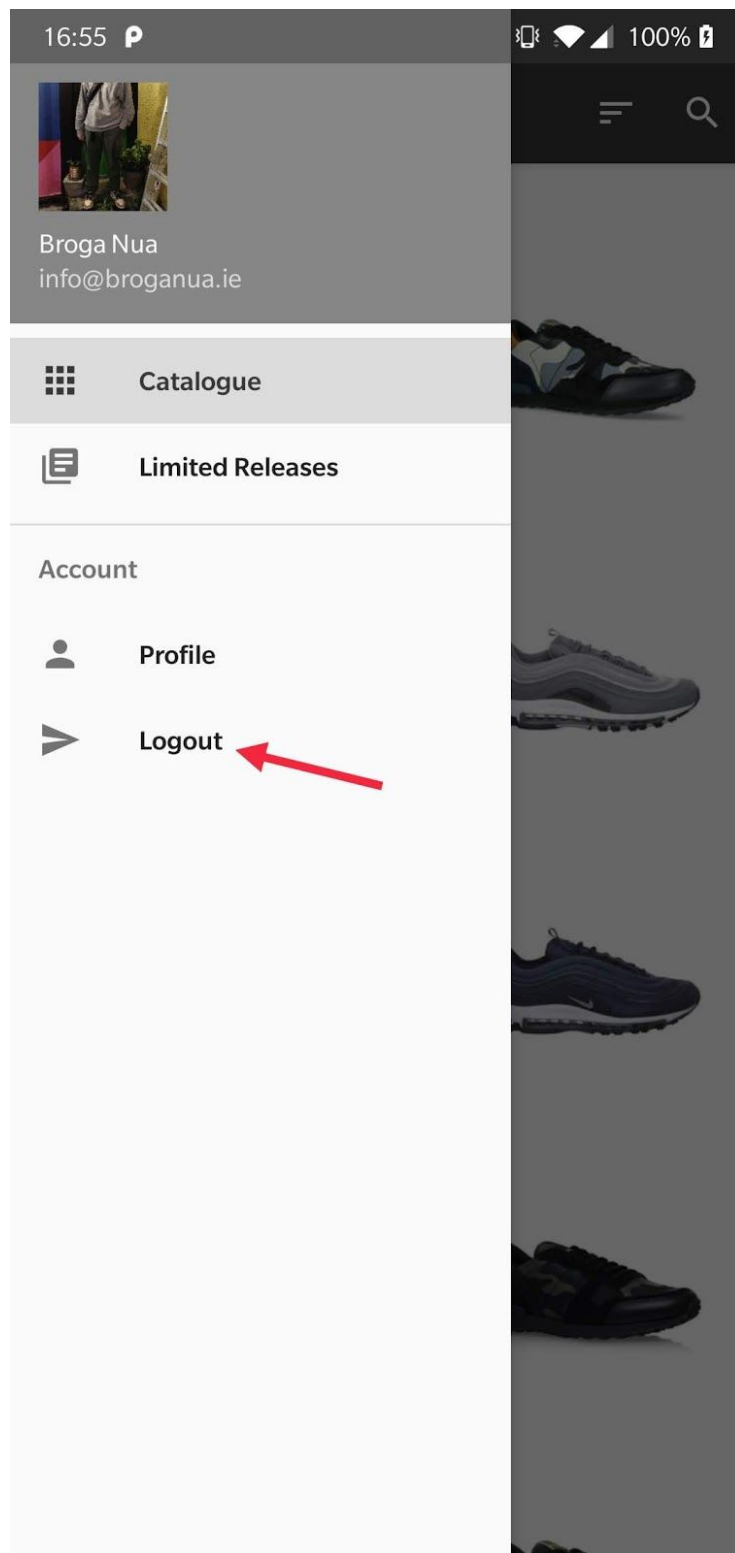 16:55
100%
Broga Nua
info@broganua.ie
Catalogue
Limited Releases
Account
Profile
Logout